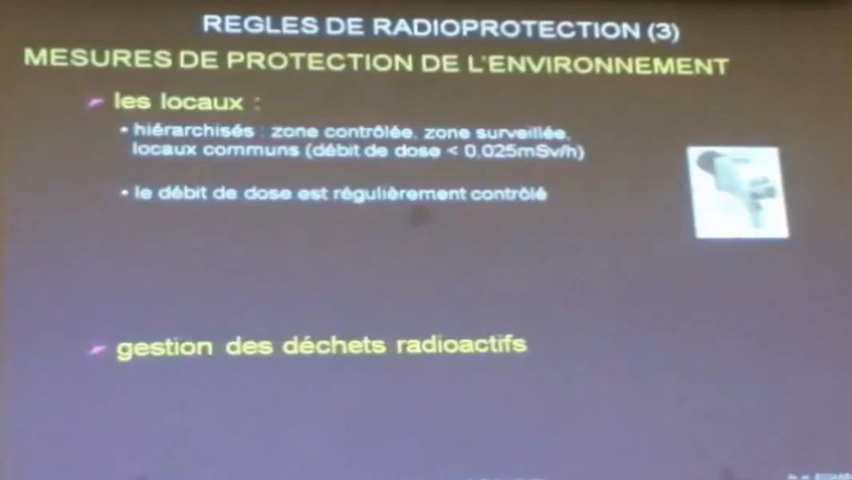 REGLES DE RADIOPROTECTION (3)
MESURES DE PROTECTION DE L'ENVIRONNEMENT
les locaux :
• hiérarchisés : zone contrôlée, zone surveillée,
locaux communs (débit de dose < 0,025mSv/h)
• le débit de dose est régulièrement contrôlé
gestion des déchets radioactifs